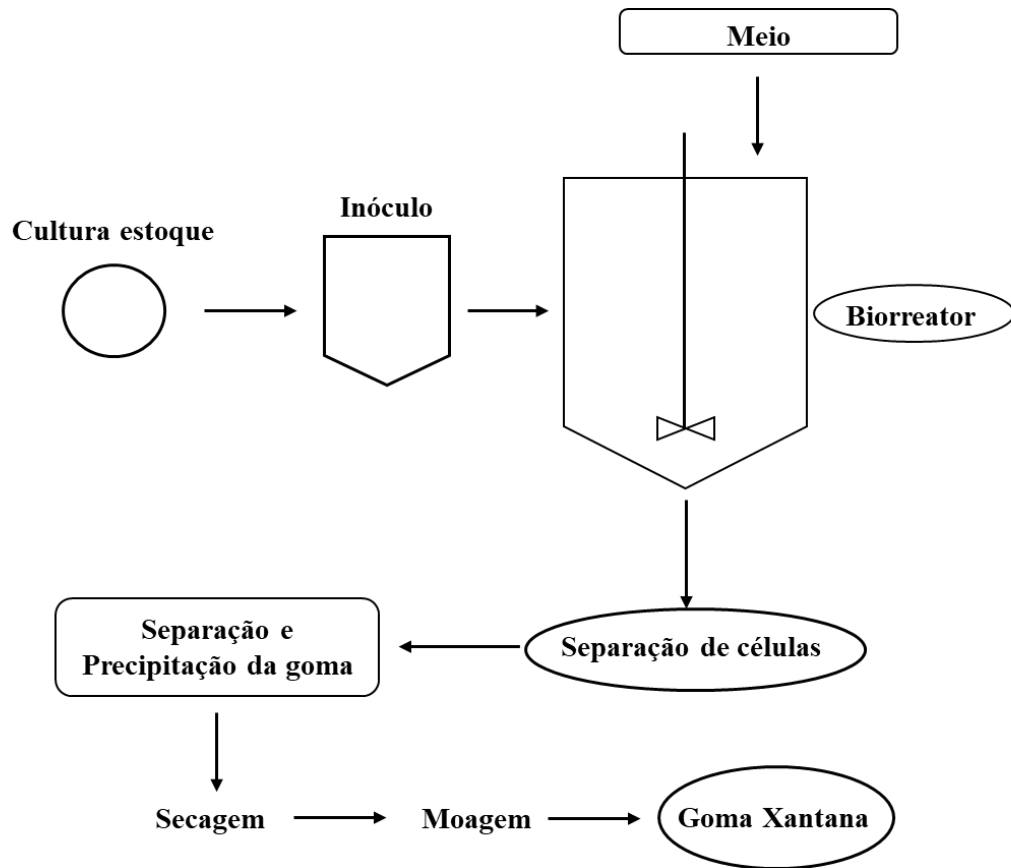 Meio
Inóculo
Cultura estoque
Biorreator
Separação de células
Separação e
Precipitação da goma
Secagem
Moagem
Goma Xantana